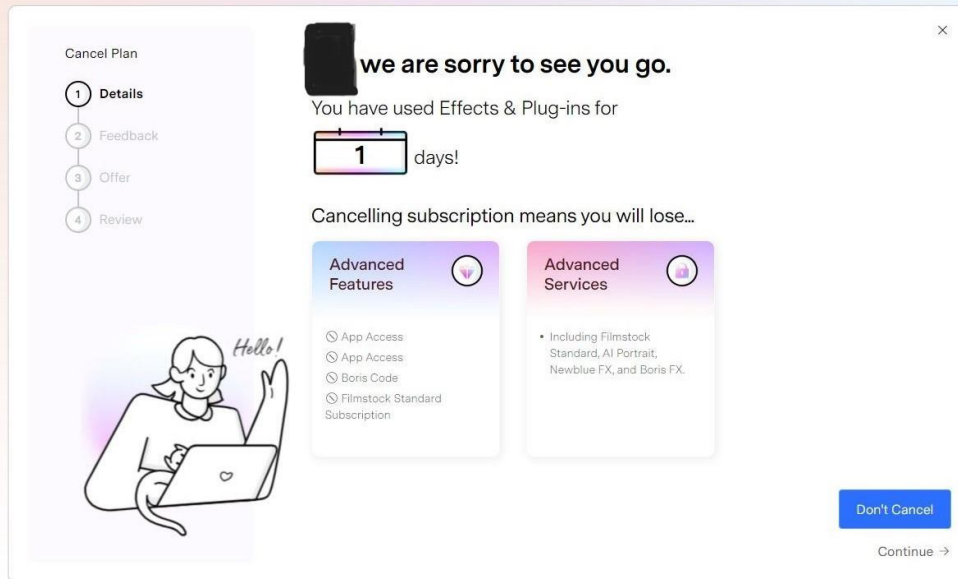 Cancel Plan
1 Details
2 Feedback
3 Offer
4 Review
Hello!
we are sorry to see you go.
You have used Effects & Plug-ins for
1 days!
Cancelling subscription means you will lose...
Advanced
Features
App Access
App Access
Boris Code
Filmstock Standard
Subscription
Advanced
Services
• Including Filmstock
Standard, AI Portrait,
Newblue FX, and Boris FX.
Don't Cancel
Continue →